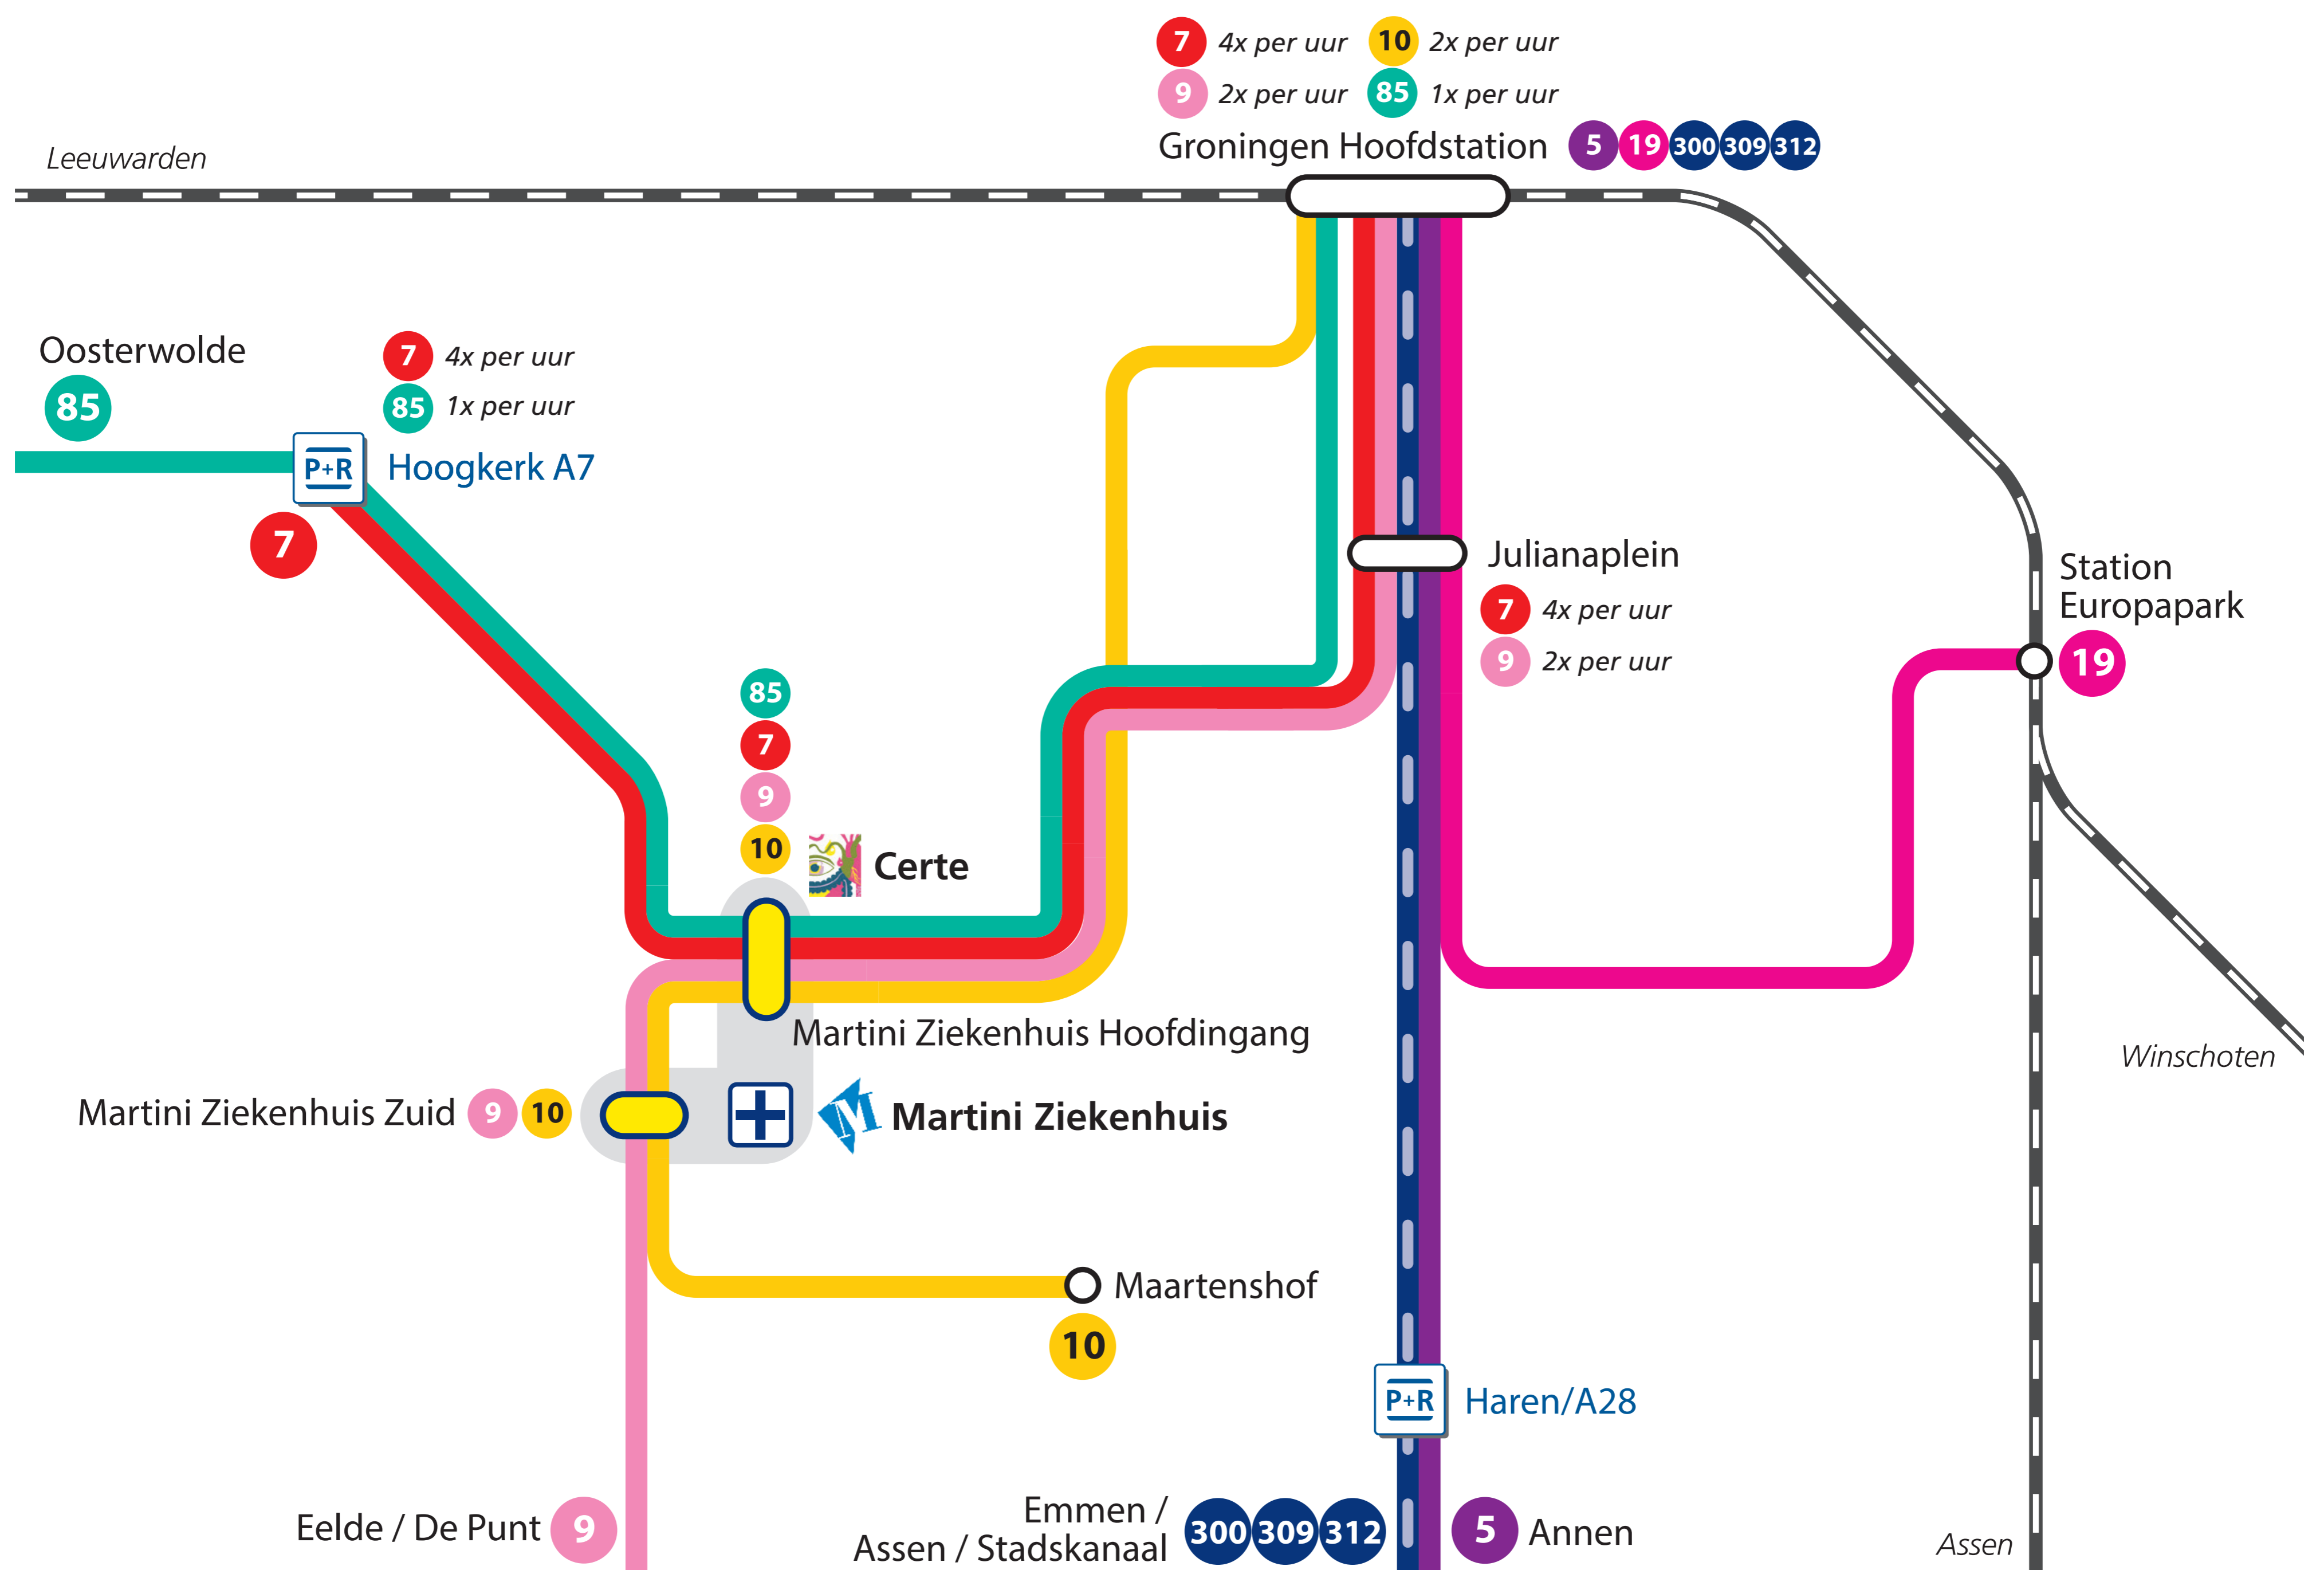 7 4x per uur 10 2x per uur
9 2x per uur 85 1x per uur
Groningen Hoofdstation 5 19 300 309 312
Leeuwarden
Oosterwolde
85
7 4x per uur
85 1x per uur
P+R Hoogkerk A7
7
Julianaplein
7 4x per uur
9 2x per uur
Station
Europapark
19
85
7
9
10
Certe
Martini Ziekenhuis Hoofdingang
Winschoten
Martini Ziekenhuis Zuid 9 10
M Martini Ziekenhuis
Maartenshof
10
P+R Haren/A28
Eelde / De Punt 9
Emmen /
Assen / Stadskanaal 300 309 312
5 Annen
Assen